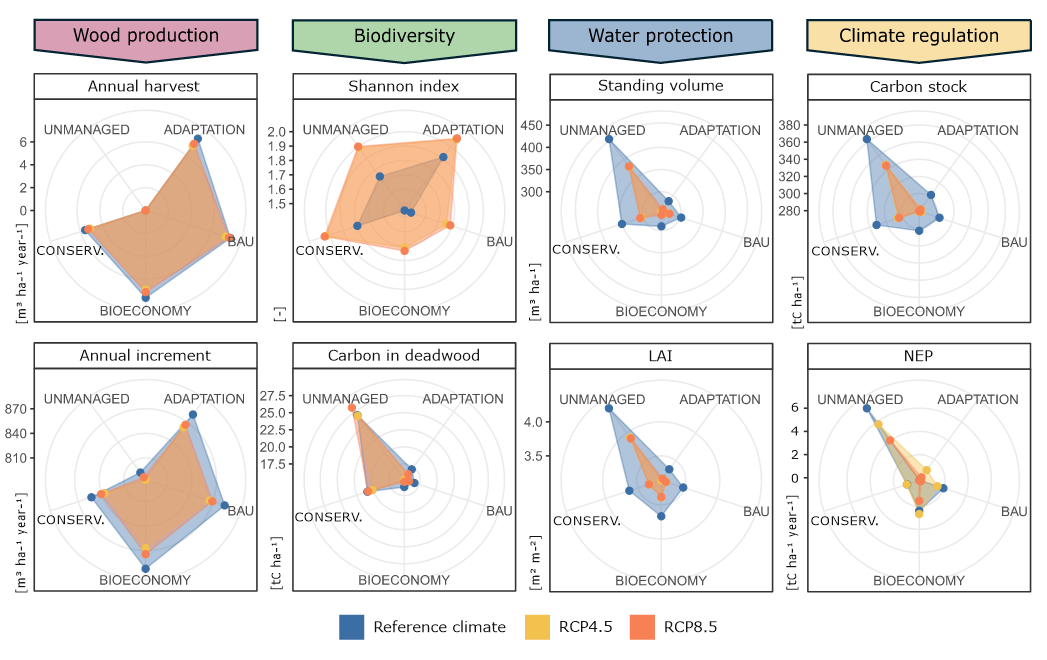 Wood production
Biodiversity
Water protection
Climate regulation
Annual harvest
UNMANAGED
ADAPTATION
6
4
2
0
CONSERV.
BAU
BIOECONOMY
[m³ ha-¹ year-¹]
Shannon index
UNMANAGED
ADAPTATION
2.0
1.9
1.8
1.7
1.6
1.5
CONSERV.
BAU
BIOECONOMY
[-]
Standing volume
UNMANAGED
ADAPTATION
450
400
350
300
CONSERV.
BAU
BIOECONOMY
[m³ ha-¹]
Carbon stock
UNMANAGED
ADAPTATION
380
360
340
320
300
280
CONSERV.
BAU
BIOECONOMY
[tC ha-¹]
Annual increment
UNMANAGED
ADAPTATION
870
840
810
CONSERV.
BAU
BIOECONOMY
[m³ ha-¹ year-¹]
Carbon in deadwood
UNMANAGED
ADAPTATION
27.5
25.0
22.5
20.0
17.5
CONSERV.
BAU
BIOECONOMY
[tC ha-¹]
LAI
UNMANAGED
ADAPTATION
4.0
3.5
CONSERV.
BAU
BIOECONOMY
[m² m-²]
NEP
UNMANAGED
ADAPTATION
6
4
2
0
CONSERV.
BAU
BIOECONOMY
[tC ha-¹ year-¹]
Reference climate
RCP4.5
RCP8.5